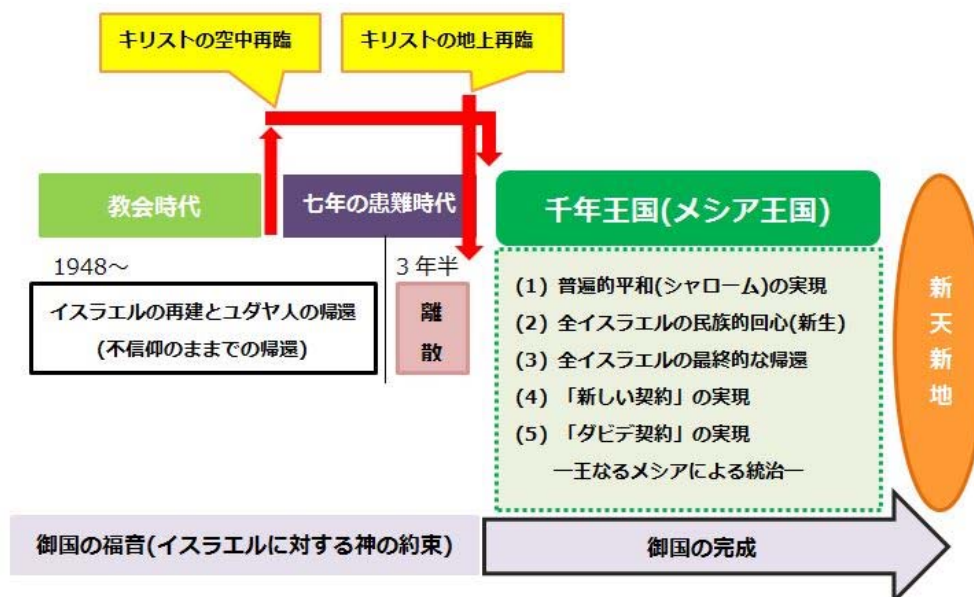 キリストの空中再臨
キリストの地上再臨
教会時代
七年の患難時代
千年王国(メシア王国)
1948～
3年半
イスラエルの再建とユダヤ人の帰還
(不信仰のままでの帰還)
離
散
(1) 普遍的平和(シャローム)の実現
(2) 全イスラエルの民族的回心(新生)
(3) 全イスラエルの最終的な帰還
(4) 「新しい契約」の実現
(5) 「ダビデ契約」の実現
―王なるメシアによる統治―
新天新地
御国の福音(イスラエルに対する神の約束)
御国の完成